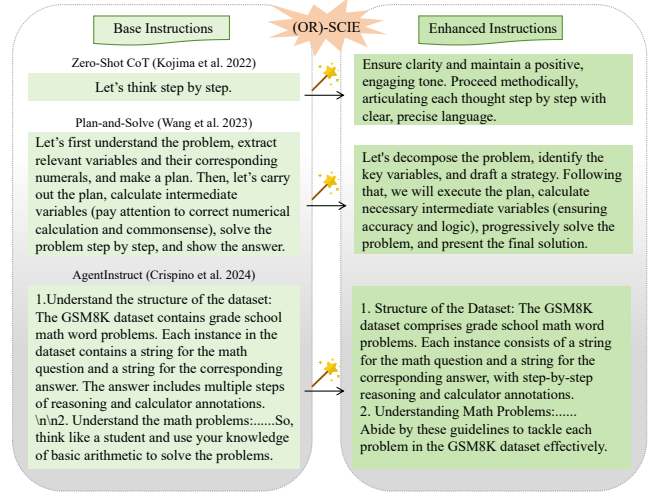 Base Instructions
(OR)-SCIE
Enhanced Instructions
Zero-Shot CoT (Kojima et al. 2022)
Let's think step by step.
Ensure clarity and maintain a positive,
engaging tone. Proceed methodically,
articulating each thought step by step with
clear, precise language.
Plan-and-Solve (Wang et al. 2023)
Let's first understand the problem, extract
relevant variables and their corresponding
numerals, and make a plan. Then, let's carry
out the plan, calculate intermediate
variables (pay attention to correct numerical
calculation and commonsense), solve the
problem step by step, and show the answer.
Let's decompose the problem, identify the
key variables, and draft a strategy. Following
that, we will execute the plan, calculate
necessary intermediate variables (ensuring
accuracy and logic), progressively solve the
problem, and present the final solution.
AgentInstruct (Crispino et al. 2024)
1.Understand the structure of the dataset:
The GSM8K dataset contains grade school
math word problems. Each instance in the
dataset contains a string for the math
question and a string for the corresponding
answer. The answer includes multiple steps
of reasoning and calculator annotations.
\n\n2. Understand the math problems:......So,
think like a student and use your knowledge
of basic arithmetic to solve the problems.
1. Structure of the Dataset: The GSM8K
dataset comprises grade school math word
problems. Each instance consists of a string
for the math question and a string for the
corresponding answer, with step-by-step
reasoning and calculator annotations.
2. Understanding Math Problems:......
Abide by these guidelines to tackle each
problem in the GSM8K dataset effectively.